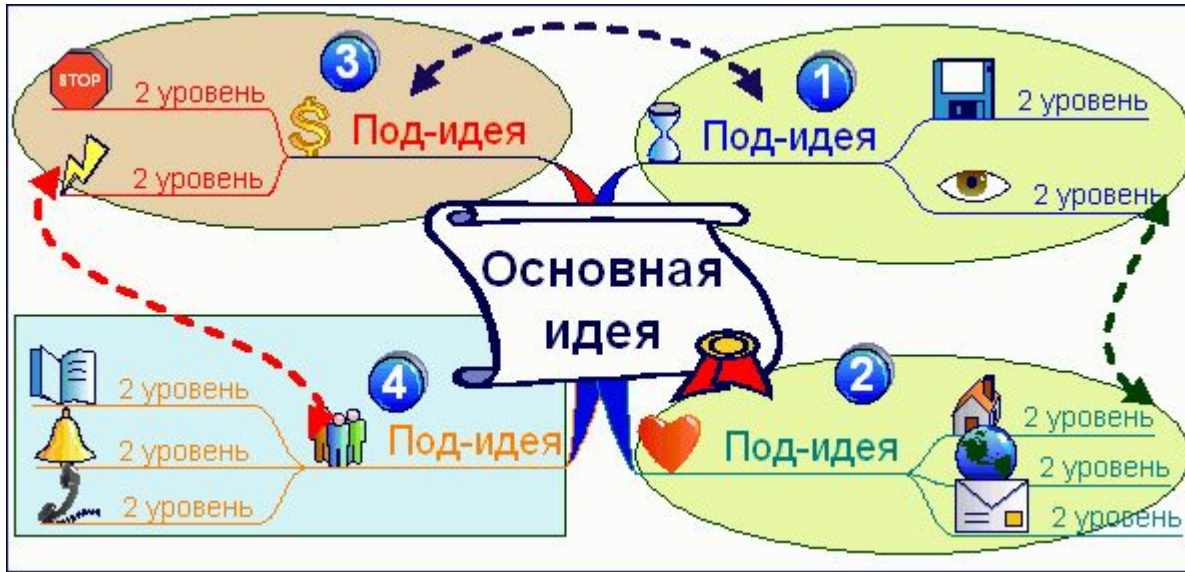 3
STOP
2 уровень
Под-идея
2 уровень
1
2 уровень
Под-идея
2 уровень
Основная
идея
4
2 уровень
Под-идея
2 уровень
2 уровень
2
2 уровень
Под-идея
2 уровень
2 уровень